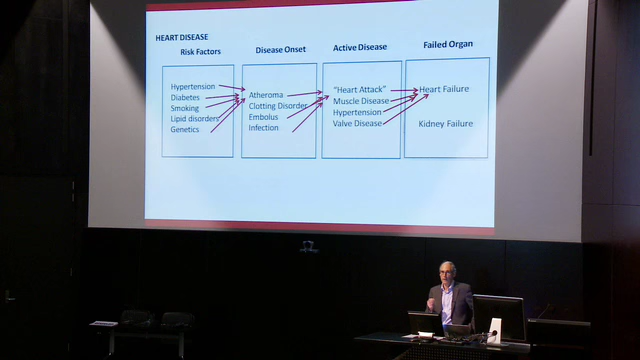 HEART DISEASE
Risk Factors
Disease Onset
Active Disease
Failed Organ
Hypertension
Diabetes
Smoking
Lipid disorders
Genetics
Atheroma
Clotting Disorder
Embolus
Infection
"Heart Attack"
Muscle Disease
Hypertension
Valve Disease
Heart Failure
Kidney Failure